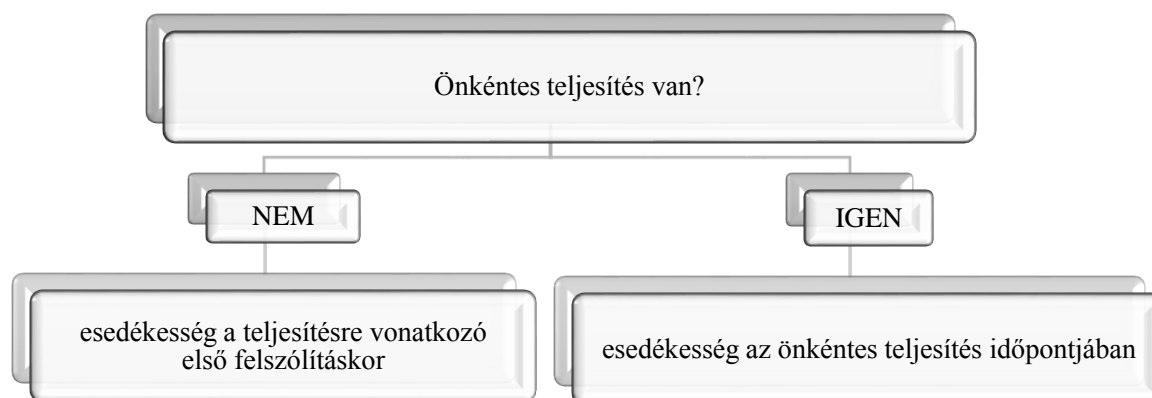 Önkéntes teljesítés van?
NEM
IGEN
esedékesség a teljesítésre vonatkozó
első felszólításkor
esedékesség az önkéntes teljesítés időpontjában